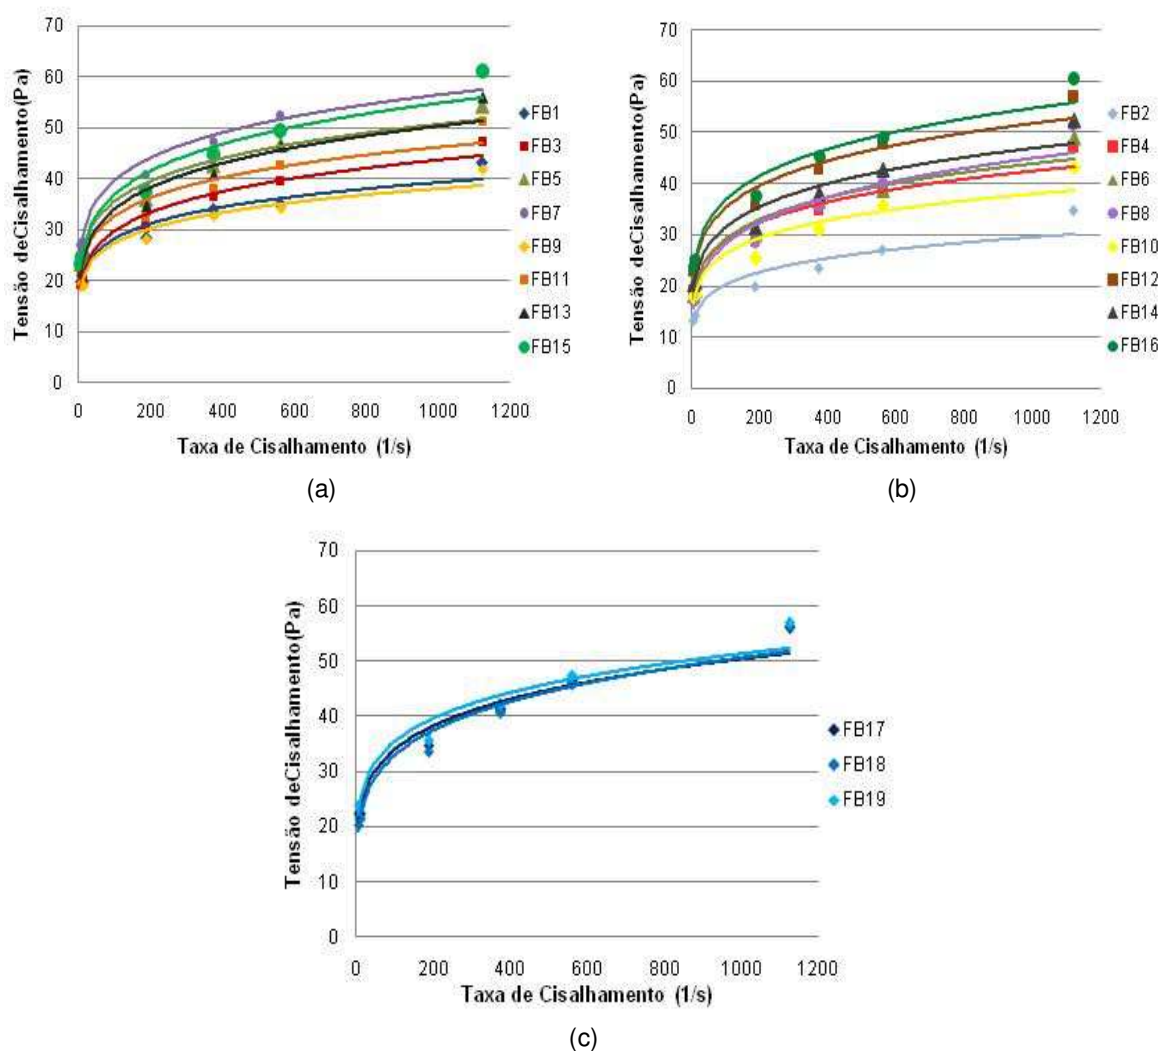 70
60
50
40
30
20
10
0
Tensão deCisalhamento(Pa)
0 200 400 600 800 1000 1200
Taxa de Cisalhamento (1/s)
FB1
FB3
FB5
FB7
FB9
FB11
FB13
FB15
(a)
70
60
50
40
30
20
10
0
Tensão deCisalhamento(Pa)
0 200 400 600 800 1000 1200
Taxa de Cisalhamento (1/s)
FB2
FB4
FB6
FB8
FB10
FB12
FB14
FB16
(b)
70
60
50
40
30
20
10
0
Tensão deCisalhamento(Pa)
0 200 400 600 800 1000 1200
Taxa de Cisalhamento (1/s)
FB17
FB18
FB19
(c)